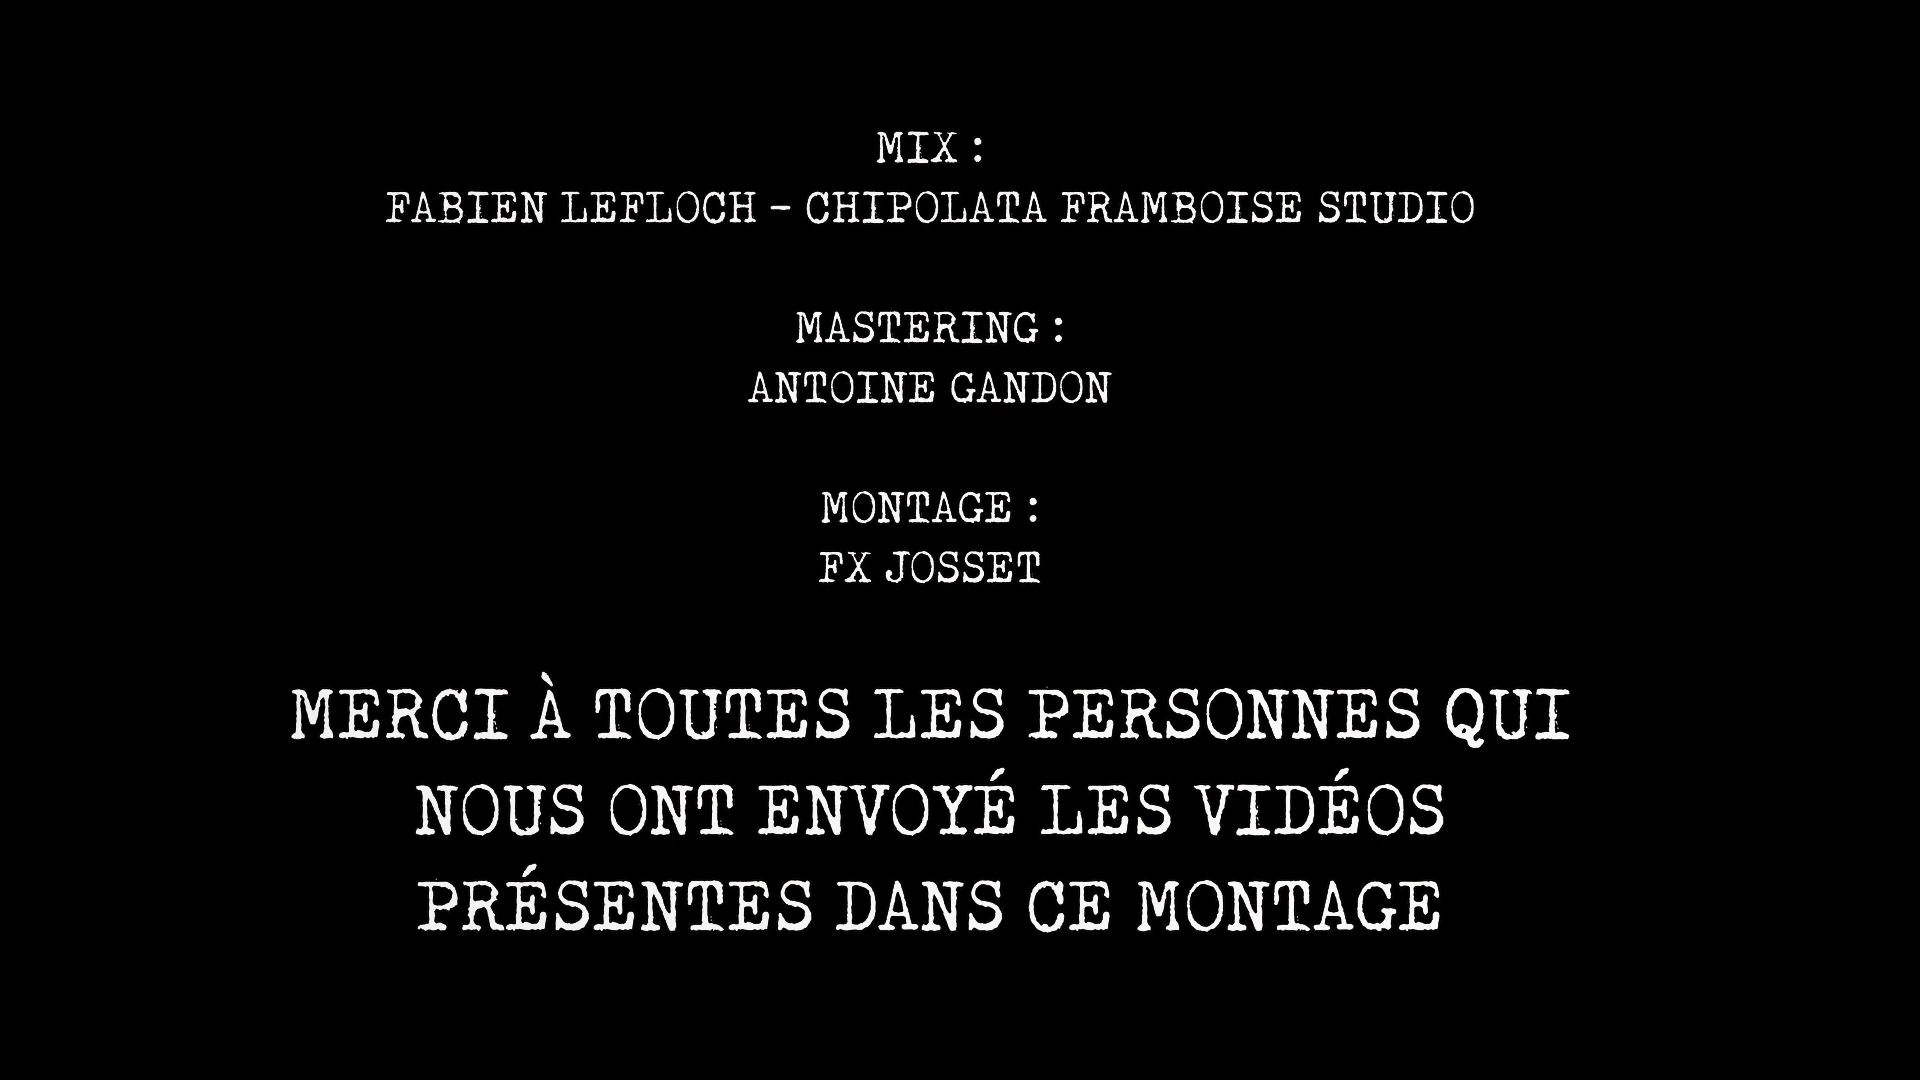 MIX :
FABIEN LEFLOCH - CHIPOLATA FRAMBOISE STUDIO
MASTERING :
ANTOINE GANDON
MONTAGE :
FX JOSSET
MERCI À TOUTES LES PERSONNES QUI
NOUS ONT ENVOYÉ LES VIDÉOS
PRÉSENTES DANS CE MONTAGE